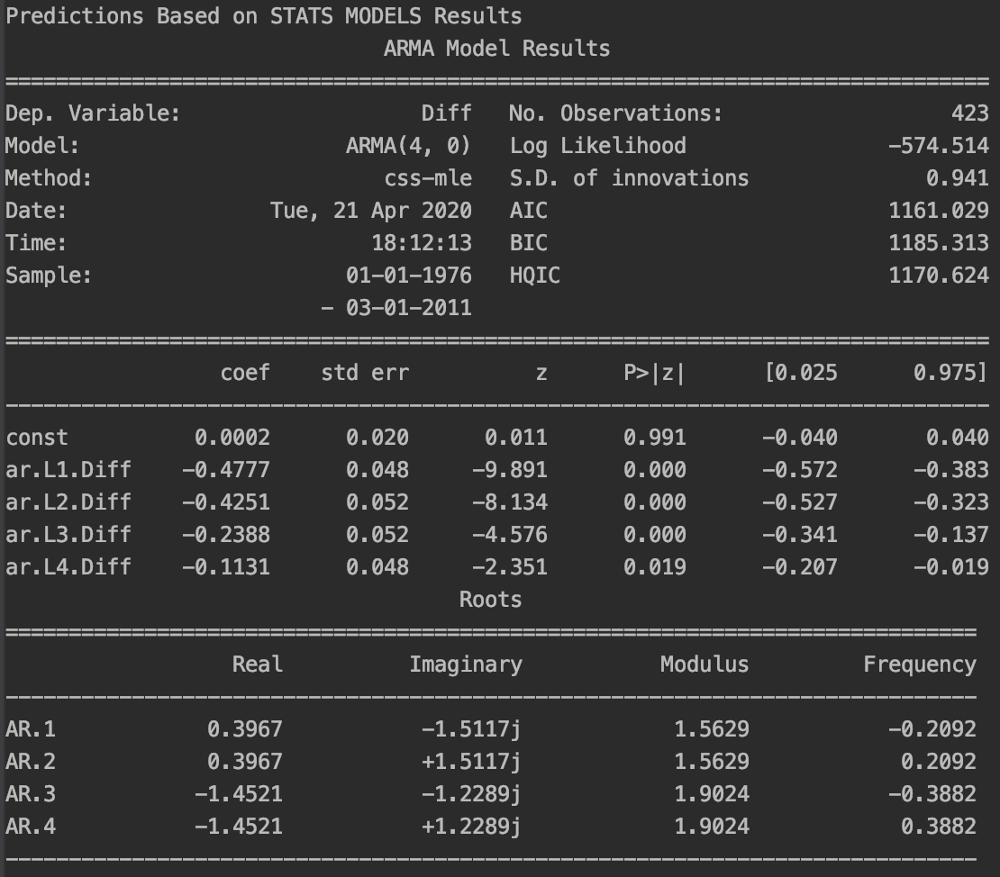 Predictions Based on STATS MODELS Results
ARMA Model Results
==============================================================================
Dep. Variable:                   Diff   No. Observations:                  423
Model:                     ARMA(4, 0)   Log Likelihood                -574.514
Method:                       css-mle   S.D. of innovations              0.941
Date:                Tue, 21 Apr 2020   AIC                           1161.029
Time:                        18:12:13   BIC                           1185.313
Sample:                    01-01-1976   HQIC                          1170.624
                         - 03-01-2011
==============================================================================
                 coef    std err          z      P>|z|      [0.025      0.975]
------------------------------------------------------------------------------
const          0.0002      0.020      0.011      0.991      -0.040       0.040
ar.L1.Diff    -0.4777      0.048     -9.891      0.000      -0.572      -0.383
ar.L2.Diff    -0.4251      0.052     -8.134      0.000      -0.527      -0.323
ar.L3.Diff    -0.2388      0.052     -4.576      0.000      -0.341      -0.137
ar.L4.Diff    -0.1131      0.048     -2.351      0.019      -0.207      -0.019
                                    Roots
=============================================================================
                  Real          Imaginary           Modulus         Frequency
-----------------------------------------------------------------------------
AR.1            0.3967           -1.5117j            1.5629           -0.2092
AR.2            0.3967           +1.5117j            1.5629            0.2092
AR.3           -1.4521           -1.2289j            1.9024           -0.3882
AR.4           -1.4521           +1.2289j            1.9024            0.3882
-----------------------------------------------------------------------------